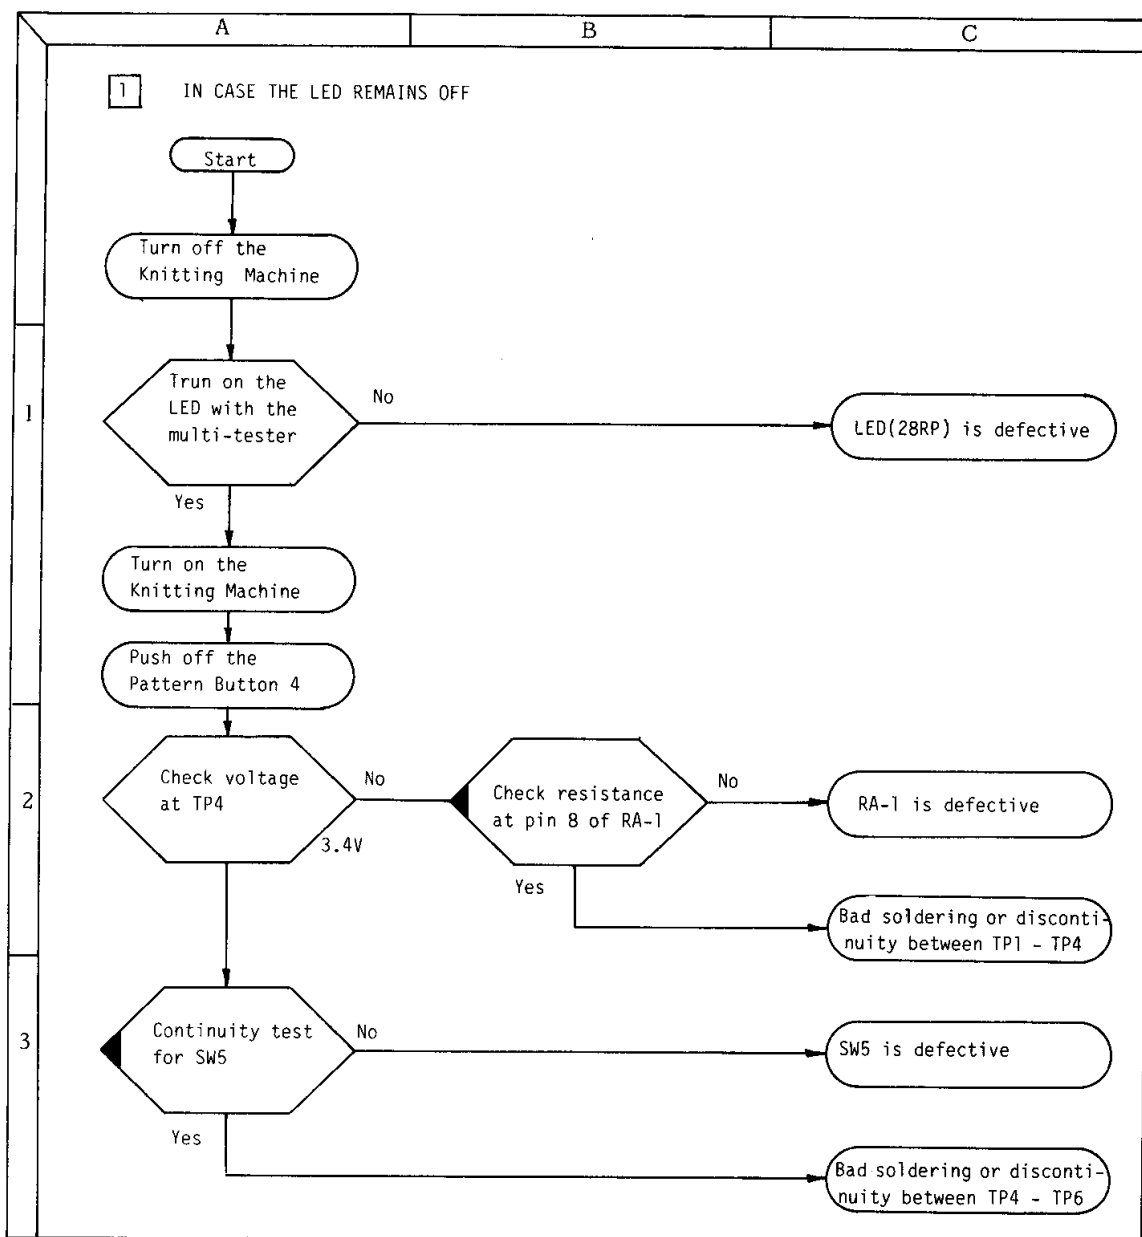 A B C
1 IN CASE THE LED REMAINS OFF
Start
Turn off the
Knitting Machine
1
Trun on the
LED with the
multi-tester
No
LED(28RP) is defective
Yes
Turn on the
Knitting Machine
Push off the
Pattern Button 4
2
Check voltage
at TP4
No
3.4V
Check resistance
at pin 8 of RA-1
No
RA-1 is defective
Yes
Bad soldering or disconti-
nuity between TP1 - TP4
3
Continuity test
for SW5
No
SW5 is defective
Yes
Bad soldering or disconti-
nuity between TP4 - TP6